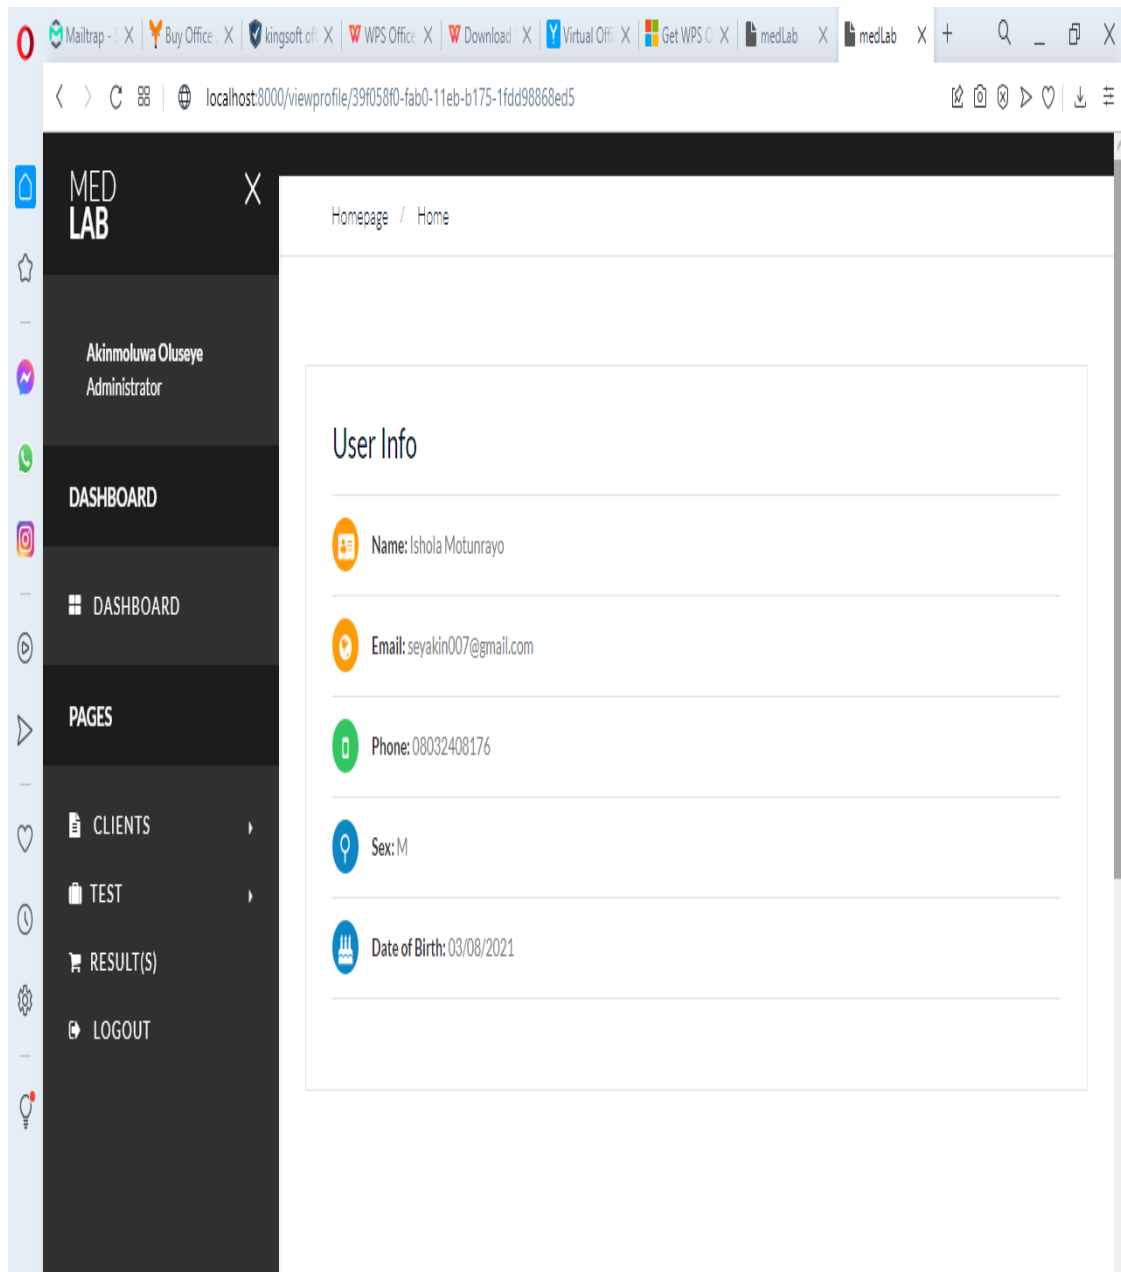 Mailtrap - S
Buy Office
kingsoft off
WPS Office
Download
Virtual Offi
Get WPS O
medLab
medLab
localhost:8000/viewprofile/39f058f0-fab0-11eb-b175-1fdd98868ed5
MED
LAB
Homepage / Home
Akinmoluwa Oluseye
Administrator
DASHBOARD
DASHBOARD
PAGES
CLIENTS
TEST
RESULT(S)
LOGOUT
User Info
Name: Ishola Motunrayo
Email: seyakin007@gmail.com
Phone: 08032408176
Sex: M
Date of Birth: 03/08/2021